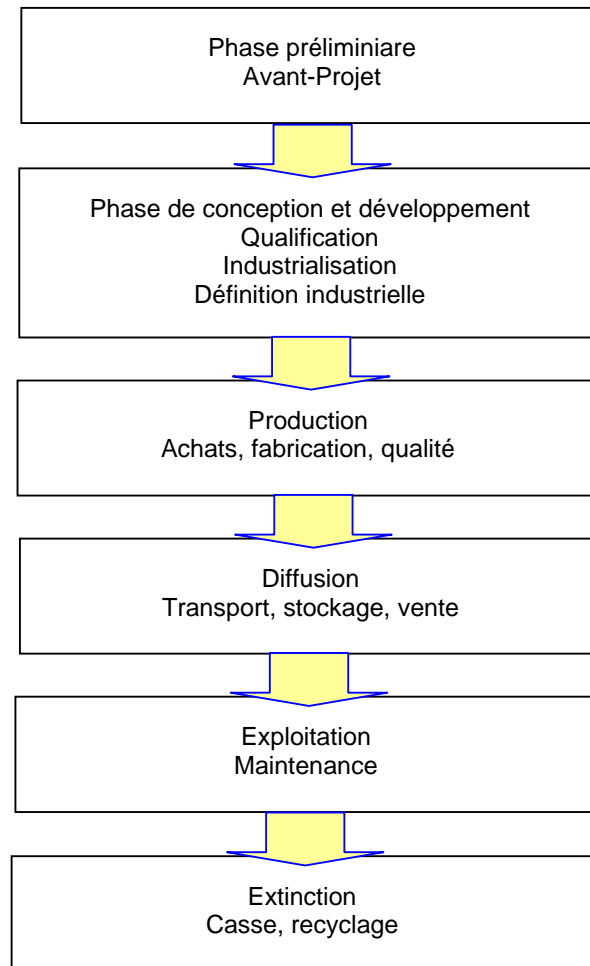 Phase préliminiare
Avant-Projet
Phase de conception et développement
Qualification
Industrialisation
Définition industrielle
Production
Achats, fabrication, qualité
Diffusion
Transport, stockage, vente
Exploitation
Maintenance
Extinction
Casse, recyclage